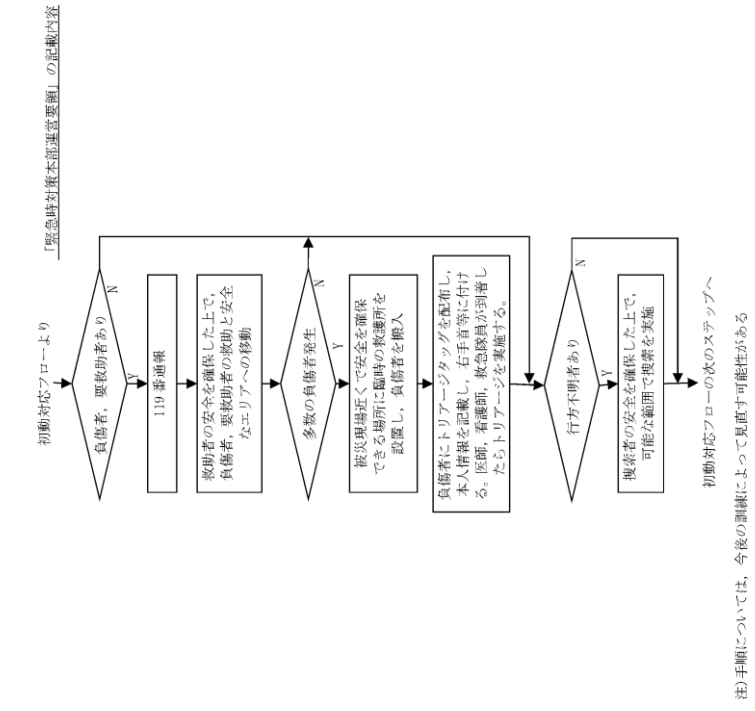 「緊急時対策本部運営要領」の記載内容
初動対応フローより
負傷者，要救助者あり
N
Y
119 番通報
救助者の安全を確保した上で，
負傷者，要救助者の救助と安全
なエリアへの移動
多数の負傷者発生
N
Y
被災現場近くで安全を確保
できる場所に臨時の救護所を
設置し，負傷者を搬入
負傷者にトリアージタッグを配布し，
本人情報を記載し，右手首等に付け
る。医師，看護師，救急隊員が到着し
たらトリアージを実施する。
行方不明者あり
N
Y
捜索者の安全を確保した上で，
可能な範囲で捜索を実施
初動対応フローの次のステップへ
注)手順については，今後の訓練によって見直す可能性がある